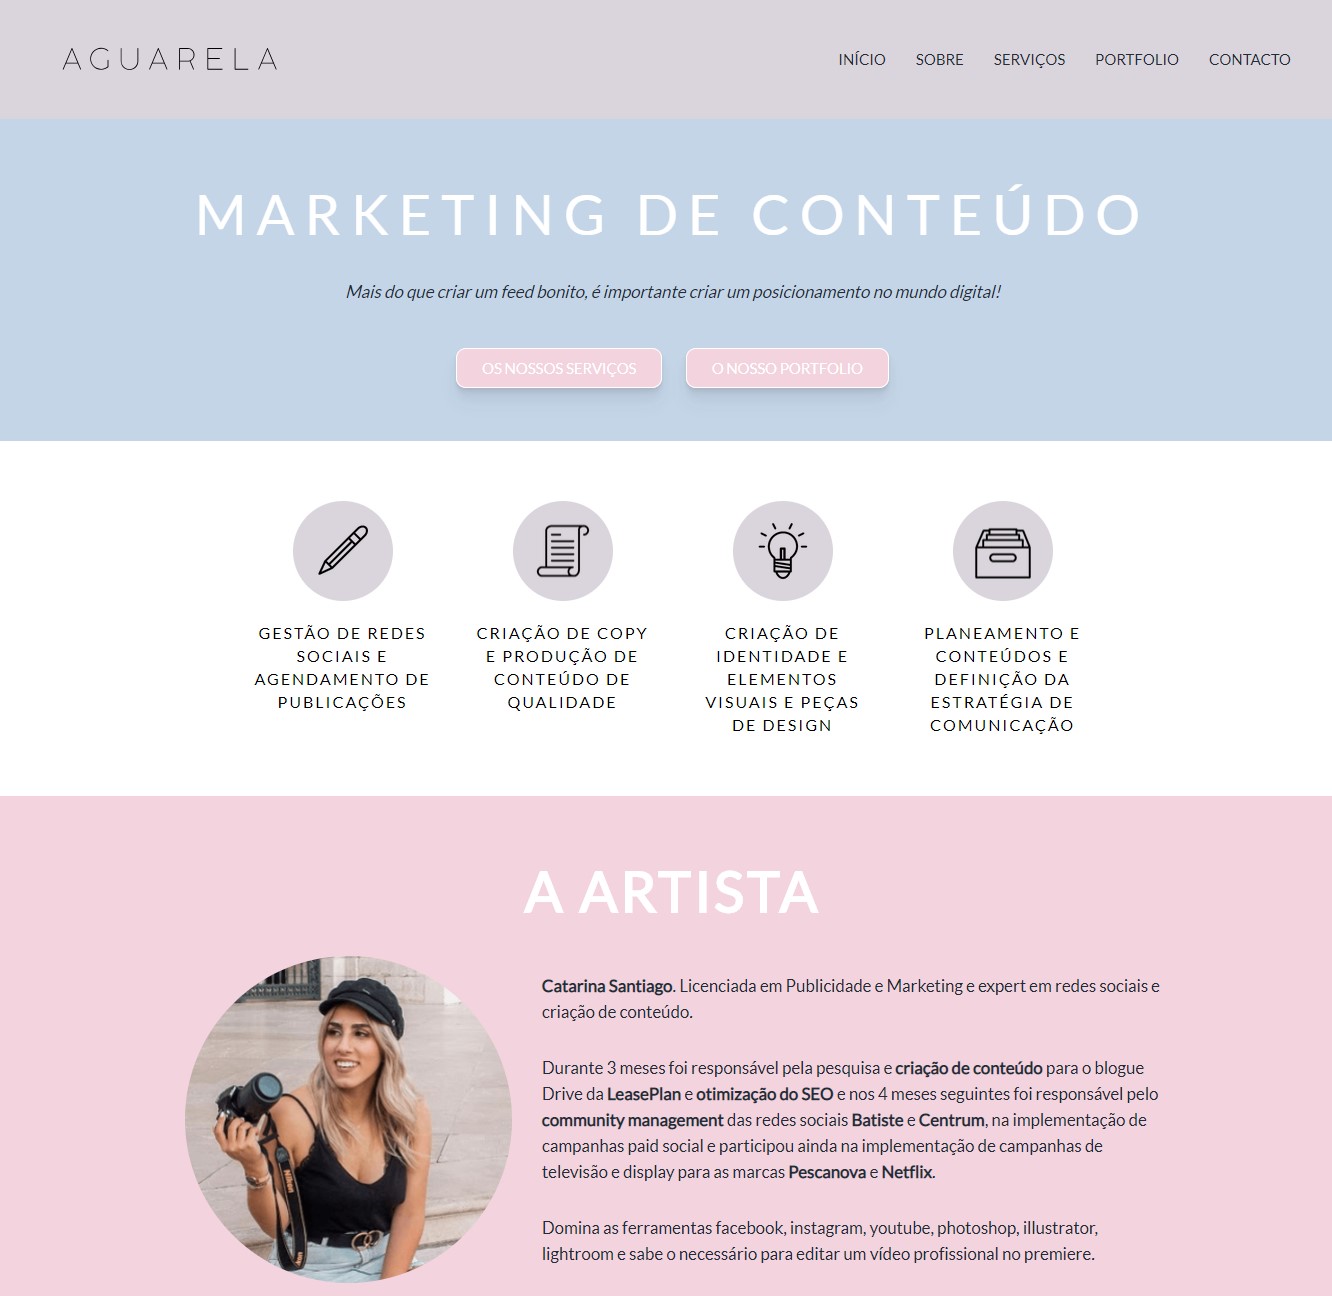 AGUARELA
INÍCIO SOBRE SERVIÇOS PORTFOLIO CONTACTO
MARKETING DE CONTEÚDO
Mais do que criar um feed bonito, é importante criar um posicionamento no mundo digital!
OS NOSSOS SERVIÇOS
O NOSSO PORTFOLIO
GESTÃO DE REDES
SOCIAIS E
AGENDAMENTO DE
PUBLICAÇÕES
CRIAÇÃO DE COPY
E PRODUÇÃO DE
CONTEÚDO DE
QUALIDADE
CRIAÇÃO DE
IDENTIDADE E
ELEMENTOS
VISUAIS E PEÇAS
DE DESIGN
PLANEAMENTO E
CONTEÚDOS E
DEFINIÇÃO DA
ESTRATÉGIA DE
COMUNICAÇÃO
A ARTISTA
Catarina Santiago. Licenciada em Publicidade e Marketing e expert em redes sociais e
criação de conteúdo.
Durante 3 meses foi responsável pela pesquisa e criação de conteúdo para o blogue
Drive da LeasePlan e otimização do SEO e nos 4 meses seguintes foi responsável pelo
community management das redes sociais Batiste e Centrum, na implementação de
campanhas paid social e participou ainda na implementação de campanhas de
televisão e display para as marcas Pescanova e Netflix.
Domina as ferramentas facebook, instagram, youtube, photoshop, illustrator,
lightroom e sabe o necessário para editar um vídeo profissional no premiere.
Nikon